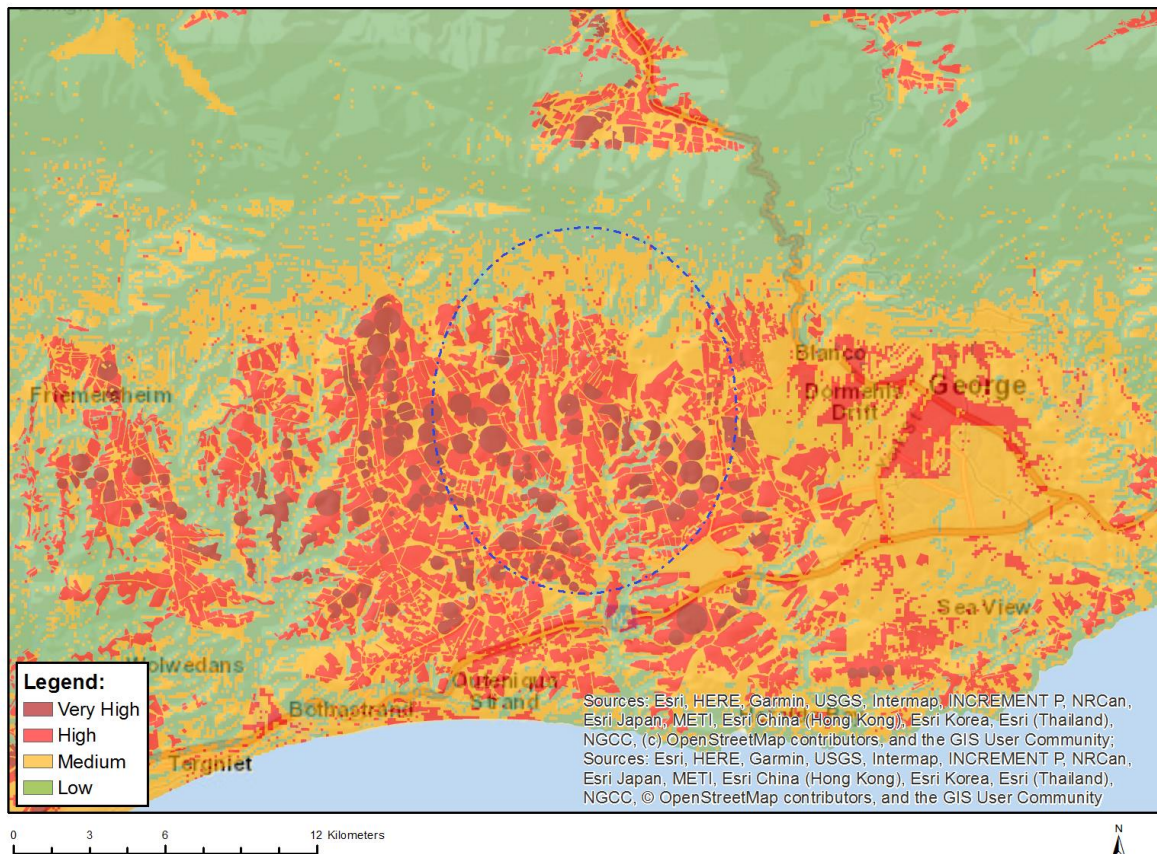 Blanco
Friemersheim
Dormehls
Drift
George
Sea View
Wolwedans
Outeniqua
Strand
Bothastrand
Tergniet
Legend:
Very High
High
Medium
Low
Sources: Esri, HERE, Garmin, USGS, Intermap, INCREMENT P, NRCan,
Esri Japan, METI, Esri China (Hong Kong), Esri Korea, Esri (Thailand),
NGCC, (c) OpenStreetMap contributors, and the GIS User Community;
Sources: Esri, HERE, Garmin, USGS, Intermap, INCREMENT P, NRCan,
Esri Japan, METI, Esri China (Hong Kong), Esri Korea, Esri (Thailand),
NGCC, © OpenStreetMap contributors, and the GIS User Community
0 3 6 12 Kilometers
N